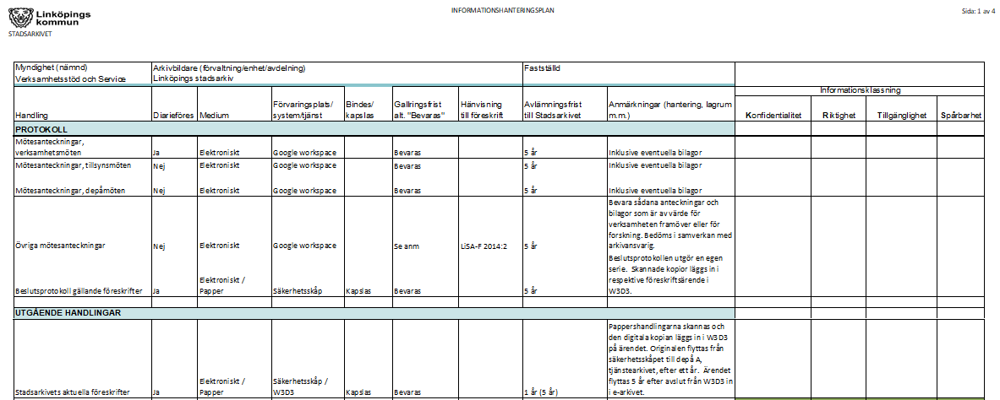 Linköpings
kommun
STADSARKIVET
INFORMATIONSHANTERINGSPLAN
Sida: 1 av 4
Myndighet (nämnd)
Verksamhetsstöd och Service
Arkivbildare (förvaltning/enhet/avdelning)
Linköpings stadsarkiv
Fastställd
Informationsklassning
Handling
Diarieföres
Medium
Förvaringsplats/
system/tjänst
Bindes/
kapslas
Gallringsfrist
alt. "Bevaras"
Hänvisning
till föreskrift
Avlämningsfrist
till Stadsarkivet
Anmärkningar (hantering, lagrum
m.m.)
Konfidentialitet
Riktighet
Tillgänglighet
Spårbarhet
PROTOKOLL
Mötesanteckningar,
verksamhetsmöten
Ja
Elektroniskt
Google workspace
Bevaras
5 år
Inklusive eventuella bilagor
Mötesanteckningar, tillsynsmöten
Nej
Elektroniskt
Google workspace
Bevaras
5 år
Inklusive eventuella bilagor
Mötesanteckningar, depåmöten
Nej
Elektroniskt
Google workspace
Bevaras
5 år
Inklusive eventuella bilagor
Övriga mötesanteckningar
Nej
Elektroniskt
Google workspace
Se anm
LiSA-F 2014:2
5 år
Bevara sådana anteckningar och
bilagor som är av värde för
verksamheten framöver eller för
forskning. Bedöms i samverkan med
arkivansvarig.
Beslutsprotokoll gällande föreskrifter
Ja
Elektroniskt /
Papper
Säkerhetsskåp
Kapslas
Bevaras
5 år
Beslutsprotokollen utgör en egen
serie. Skannade kopior läggs in i
respektive föreskriftsärende i
W3D3.
UTGÅENDE HANDLINGAR
Stadsarkivets aktuella föreskrifter
Ja
Elektroniskt /
Papper
Säkerhetsskåp /
W3D3
Kapslas
Bevaras
1 år (5 år)
Pappershandlingarna skannas och
den digitala kopian läggs in i W3D3
på ärendet. Originalen flyttas från
säkerhetsskåpet till depå A,
tjänstearkivet, efter ett år. Ärendet
flyttas 5 år efter avslut från W3D3 in
i e-arkivet.